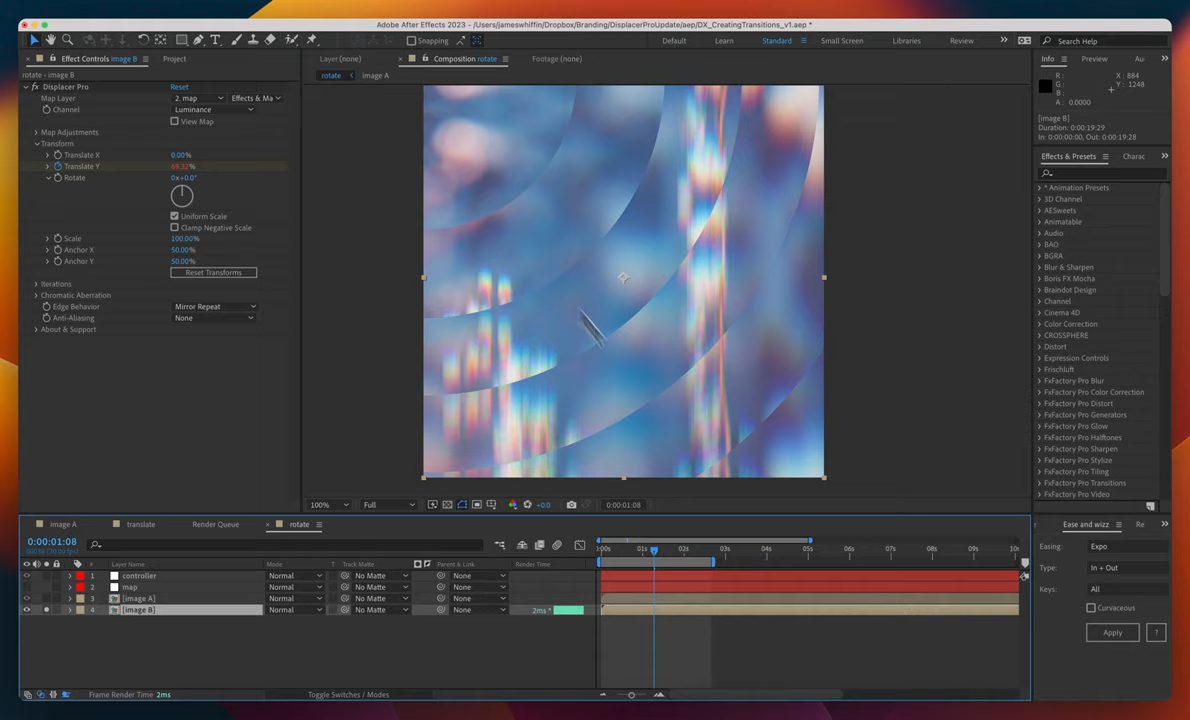 Adobe After Effects 2023 - /Users/jameswhiffin/Dropbox/Branding/DisplacerProUpdate/aep/DX_CreatingTransitions_v1.aep *
Snapping
Default
Learn
Standard
Small Screen
Libraries
Review
Search Help
Effect Controls image B
Project
rotate · image B
fx Displacer Pro
Reset
Map Layer
2. map
Effects & Ma
Channel
Luminance
View Map
Map Adjustments
Transform
Translate X
0.00%
Translate Y
Rotate
0x+0.0°
Uniform Scale
Clamp Negative Scale
Scale
100.00%
Anchor X
50.00%
Anchor Y
50.00%
Reset Transforms
Iterations
Chromatic Aberration
Edge Behavior
Mirror Repeat
Anti-Aliasing
None
About & Support
Layer (none)
Composition rotate
Footage (none)
rotate
image A
100%
Full
+0.0
0:00:01:08
Info
Preview
Au
R :
G :
B :
A : 0.0000
X : 884
Y : 1248
[image B]
Duration: 0:00:19:29
In: 0:00:00:00, Out: 0:00:19:28
Effects & Presets
Charac
* Animation Presets
3D Channel
AESweets
Animatable
Audio
BAO
BGRA
Blur & Sharpen
Boris FX Mocha
Braindot Design
Channel
Cinema 4D
Color Correction
CROSSPHERE
Distort
Expression Controls
Frischluft
FxFactory Pro Blur
FxFactory Pro Color Correction
FxFactory Pro Distort
FxFactory Pro Generators
FxFactory Pro Glow
FxFactory Pro Halftones
FxFactory Pro Sharpen
FxFactory Pro Stylize
FxFactory Pro Tiling
FxFactory Pro Transitions
FxFactory Pro Video
image A
translate
Render Queue
rotate
0:00:01:08
00038 (30.00 fps)
# Layer Name
Mode
T Track Matte
Parent & Link
Render Time
:00s
01s
02s
03s
04s
05s
06s
07s
08s
09s
10s
1 controller
Normal
No Matte
None
2 map
Normal
No Matte
None
3 [image A]
Normal
No Matte
None
4 [image B]
Normal
No Matte
None
2ms *
Frame Render Time 2ms
Toggle Switches / Modes
Ease and wizz
Re
Easing:
Expo
Type:
In + Out
Keys:
All
Curvaceous
Apply
?